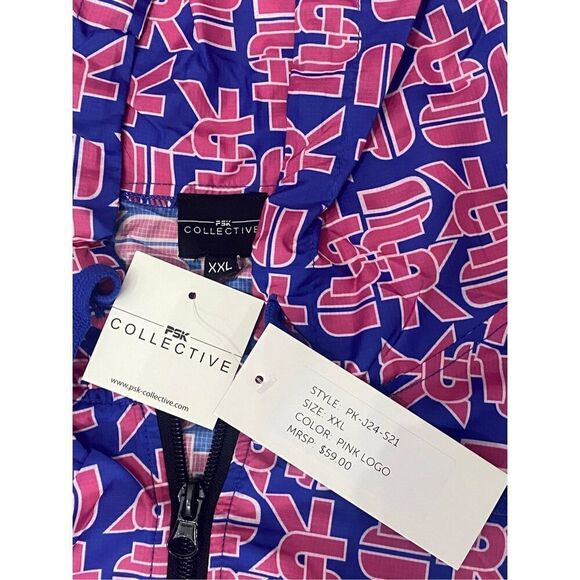 PSK
COLLECTIVE
XXL
PSK
COLLECTIVE
www.psk-collective.com
STYLE: PK-J24-S21
SIZE: XXL
COLOR: PINK LOGO
MRSP: $59.00